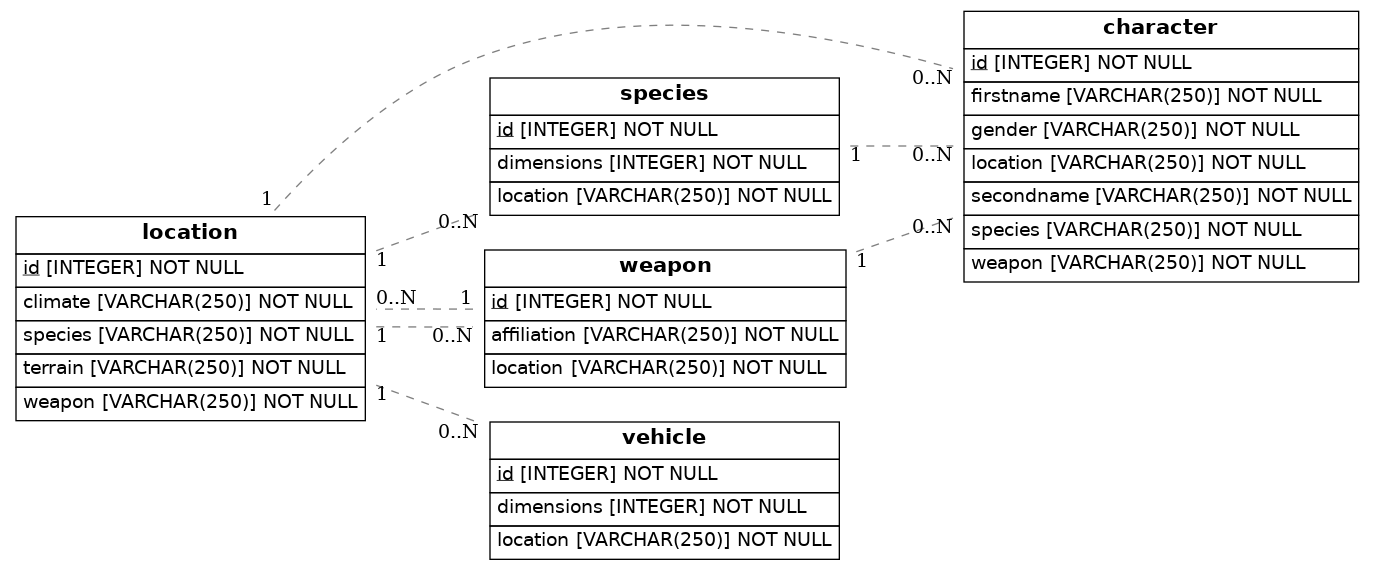 location
id [INTEGER] NOT NULL
climate [VARCHAR(250)] NOT NULL
species [VARCHAR(250)] NOT NULL
terrain [VARCHAR(250)] NOT NULL
weapon [VARCHAR(250)] NOT NULL
1
1
0..N
1
1
species
id [INTEGER] NOT NULL
dimensions [INTEGER] NOT NULL
location [VARCHAR(250)] NOT NULL
0..N
1
weapon
id [INTEGER] NOT NULL
affiliation [VARCHAR(250)] NOT NULL
location [VARCHAR(250)] NOT NULL
1
0..N
1
vehicle
id [INTEGER] NOT NULL
dimensions [INTEGER] NOT NULL
location [VARCHAR(250)] NOT NULL
0..N
character
id [INTEGER] NOT NULL
firstname [VARCHAR(250)] NOT NULL
gender [VARCHAR(250)] NOT NULL
location [VARCHAR(250)] NOT NULL
secondname [VARCHAR(250)] NOT NULL
species [VARCHAR(250)] NOT NULL
weapon [VARCHAR(250)] NOT NULL
0..N
0..N
0..N